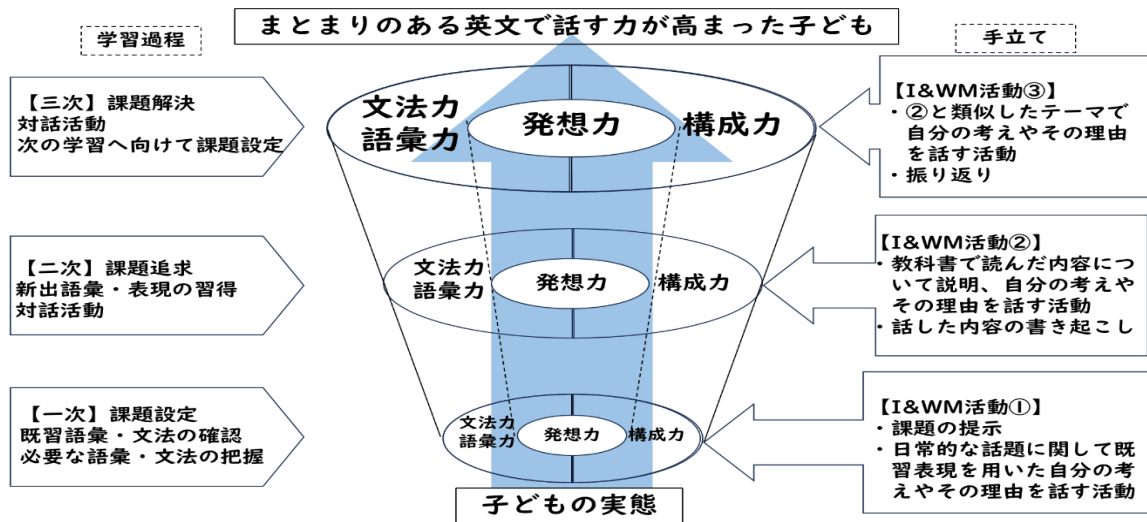 まとまりのある英文で話す力が高まった子ども
学習過程
手立て
【三次】課題解決
対話活動
次の学習へ向けて課題設定
文法力
語彙力
発想力
構成力
【I&WM活動③】
・②と類似したテーマで
自分の考えやその理由
を話す活動
・振り返り
【二次】課題追求
新出語彙・表現の習得
対話活動
文法力
語彙力
発想力
構成力
【I&WM活動②】
・教科書で読んだ内容につ
いて説明、自分の考えや
その理由を話す活動
・話した内容の書き起こし
【一次】課題設定
既習語彙・文法の確認
必要な語彙・文法の把握
文法力
語彙力
発想力
構成力
【I&WM活動①】
・課題の提示
・日常的な話題に関して既
習表現を用いた自分の考
えやその理由を話す活動
子どもの実態